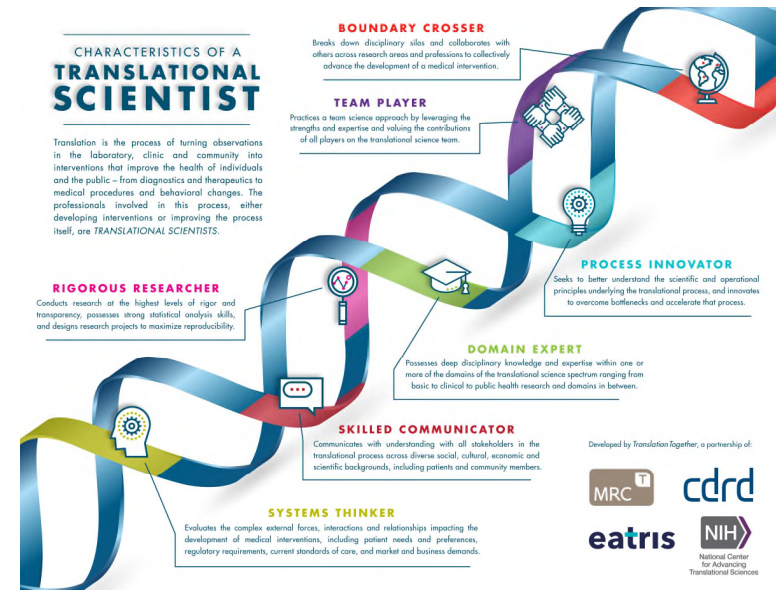 CHARACTERISTICS OF A
TRANSLATIONAL
SCIENTIST
Translation is the process of turning observations
in the laboratory, clinic and community into
interventions that improve the health of individuals
and the public – from diagnostics and therapeutics to
medical procedures and behavioral changes. The
professionals involved in this process, either
developing interventions or improving the process
itself, are TRANSLATIONAL SCIENTISTS.
BOUNDARY CROSSER
Breaks down disciplinary silos and collaborates with
others across research areas and professions to collectively
advance the development of a medical intervention.
TEAM PLAYER
Practices a team science approach by leveraging the
strengths and expertise and valuing the contributions
of all players on the translational science team.
PROCESS INNOVATOR
Seeks to better understand the scientific and operational
principles underlying the translational process, and innovates
to overcome bottlenecks and accelerate that process.
RIGOROUS RESEARCHER
Conducts research at the highest levels of rigor and
transparency, possesses strong statistical analysis skills,
and designs research projects to maximize reproducibility.
DOMAIN EXPERT
Possesses deep disciplinary knowledge and expertise within one or
more of the domains of the translational science spectrum ranging from
basic to clinical to public health research and domains in between.
SKILLED COMMUNICATOR
Communicates with understanding with all stakeholders in the
translational process across diverse social, cultural, economic and
scientific backgrounds, including patients and community members.
SYSTEMS THINKER
Evaluates the complex external forces, interactions and relationships impacting the
development of medical interventions, including patient needs and preferences,
regulatory requirements, current standards of care, and market and business demands.
Developed by Translation Together, a partnership of:
MRC T
cdrd
eatris
NIH
National Center
for Advancing
Translational Sciences